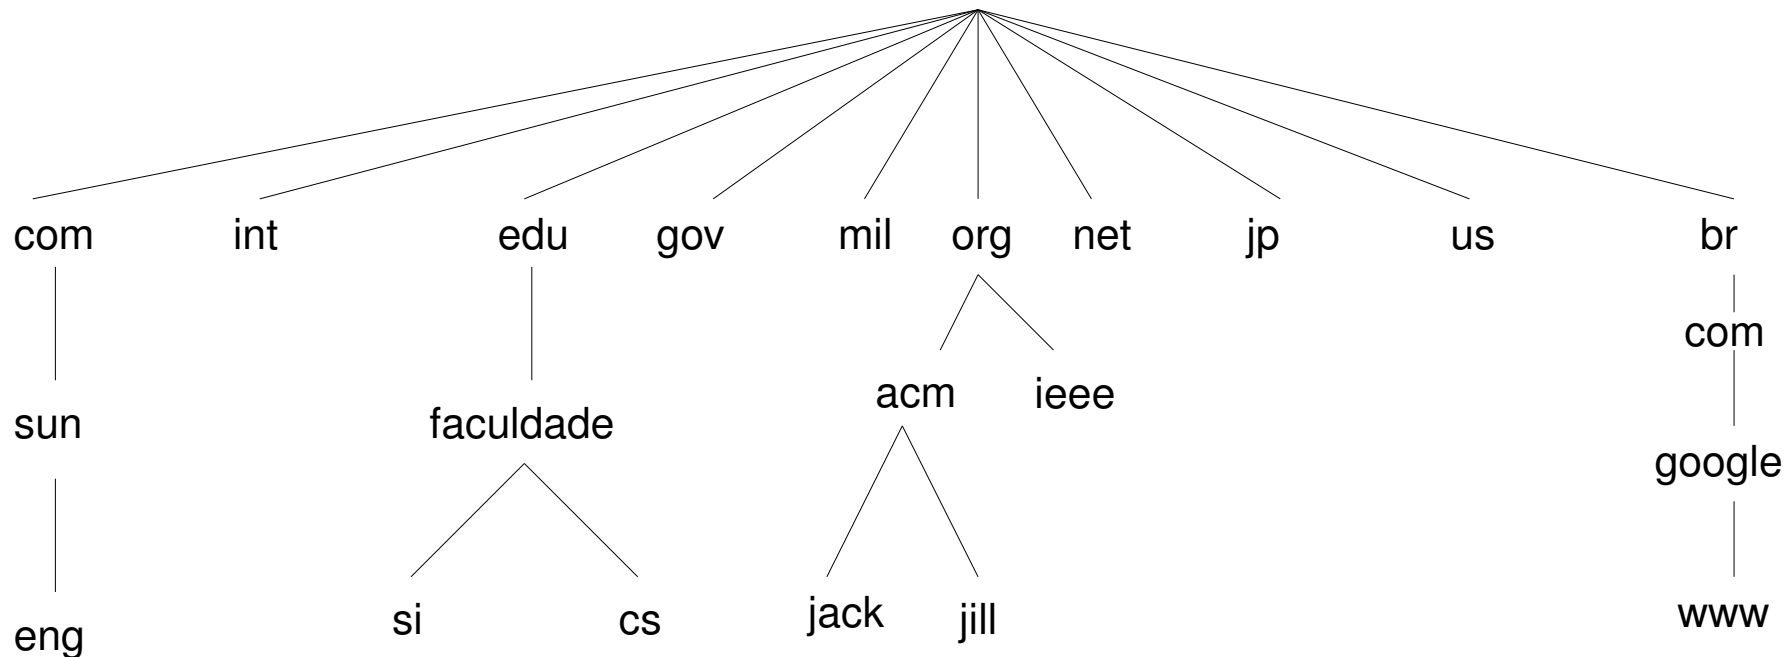 com int edu gov mil org net jp us br
com
acm ieee
sun faculdade
google
si cs jack jill www
eng